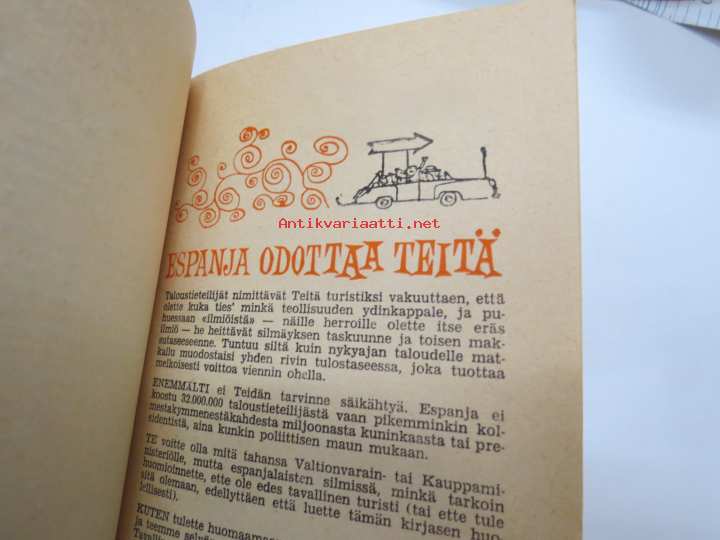 Antikvariaatti.net
ESPANJA ODOTTAA TEITÄ
Taloustieteilijät nimittävät Teitä turistiksi vakuuttaen, että
olette kuka ties' minkä teollisuuden ydinkappale, ja pu-
huessaan «ilmiöistä» — näille herroille olette itse eräs
ilmiö — he heittävät silmäyksen taskuunne ja toisen mak-
eutaseeseenne. Tuntuu siltä kuin nykyajan taloudelle mat-
kailu muodostaisi yhden rivin tulostaseessa, joka tuottaa
melkoisesti voittoa viennin ohella.
ENEMMÄLTI ei Teidän tarvinne säikähtyä. Espanja ei
koostu 32.000.000 taloustieteilijästä vaan pikemminkin kol-
mestakymmenestäkahdesta miljoonasta kuninkaasta tai pre-
sidentistä, aina kunkin poliittisen maun mukaan.
TE voitte olla mitä tahansa Valtionvarain- tai Kauppami-
nisteriölle, mutta espanjalaisten silmissä, minkä tarkoin
huomioinnette, ette ole edes tavallinen turisti (tai ette tule
sitä olemaan, edellyttäen että luette tämän kirjasen huo-
lellisesti).
KUTEN tulette huomaamaan
ja teemme